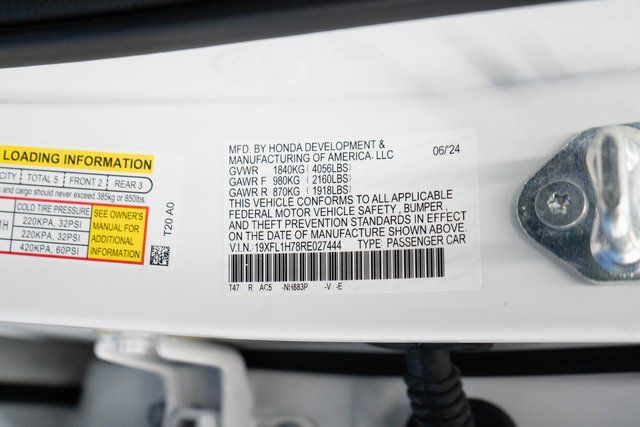 LOADING INFORMATION
CITY TOTAL 5 FRONT 2 REAR 3
and cargo should never exceed 385kg or 850lbs.
COLD TIRE PRESSURE
220KPA, 32PSI
220KPA, 32PSI
420KPA, 60PSI
SEE OWNER'S
MANUAL FOR
ADDITIONAL
INFORMATION
T20 A0
MFD. BY HONDA DEVELOPMENT &
MANUFACTURING OF AMERICA, LLC 06/24
GVWR 1840KG (4056LBS)
GAWR F 980KG (2160LBS)
GAWR R 870KG (1918LBS)
THIS VEHICLE CONFORMS TO ALL APPLICABLE
FEDERAL MOTOR VEHICLE SAFETY, BUMPER,
AND THEFT PREVENTION STANDARDS IN EFFECT
ON THE DATE OF MANUFACTURE SHOWN ABOVE.
V.I.N. 19XFL1H78RE027444 TYPE: PASSENGER CAR
T47 R AC5 -NH883P -V -E